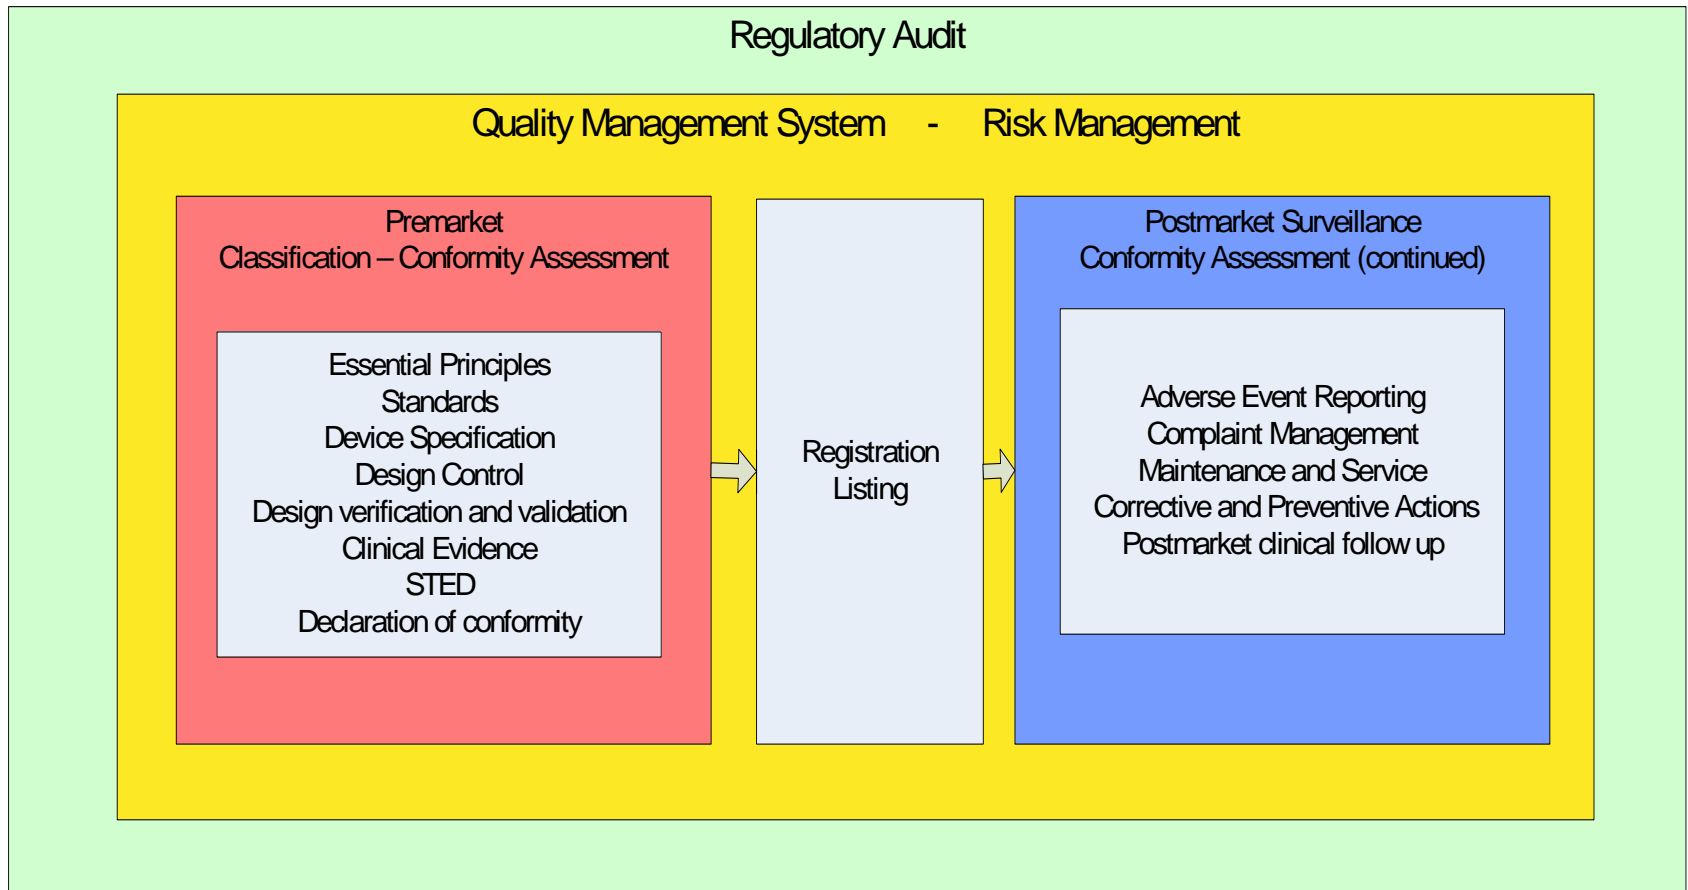 Regulatory Audit
Quality Management System - Risk Management
Premarket
Classification – Conformity Assessment
Essential Principles
Standards
Device Specification
Design Control
Design verification and validation
Clinical Evidence
STED
Declaration of conformity
Registration
Listing
Postmarket Surveillance
Conformity Assessment (continued)
Adverse Event Reporting
Complaint Management
Maintenance and Service
Corrective and Preventive Actions
Postmarket clinical follow up